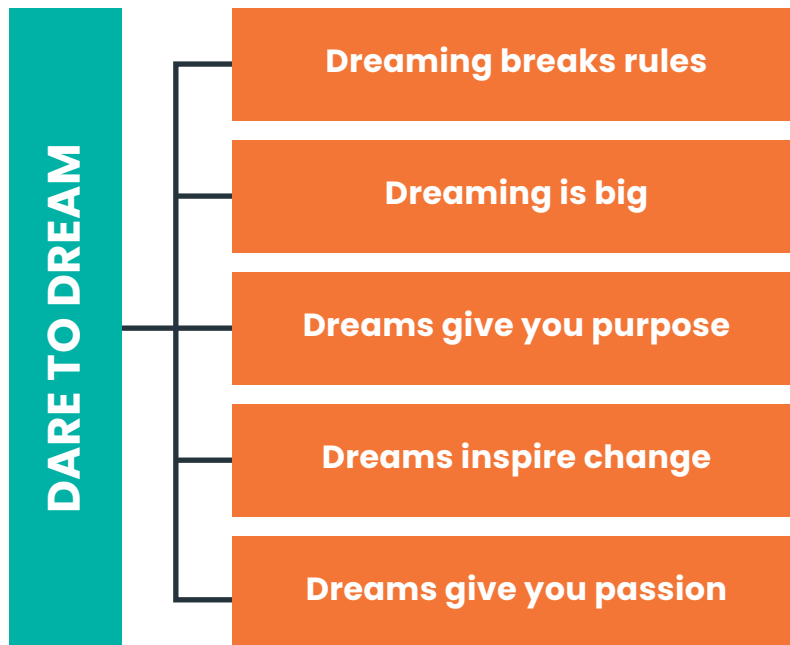 DARE TO DREAM
Dreaming breaks rules
Dreaming is big
Dreams give you purpose
Dreams inspire change
Dreams give you passion